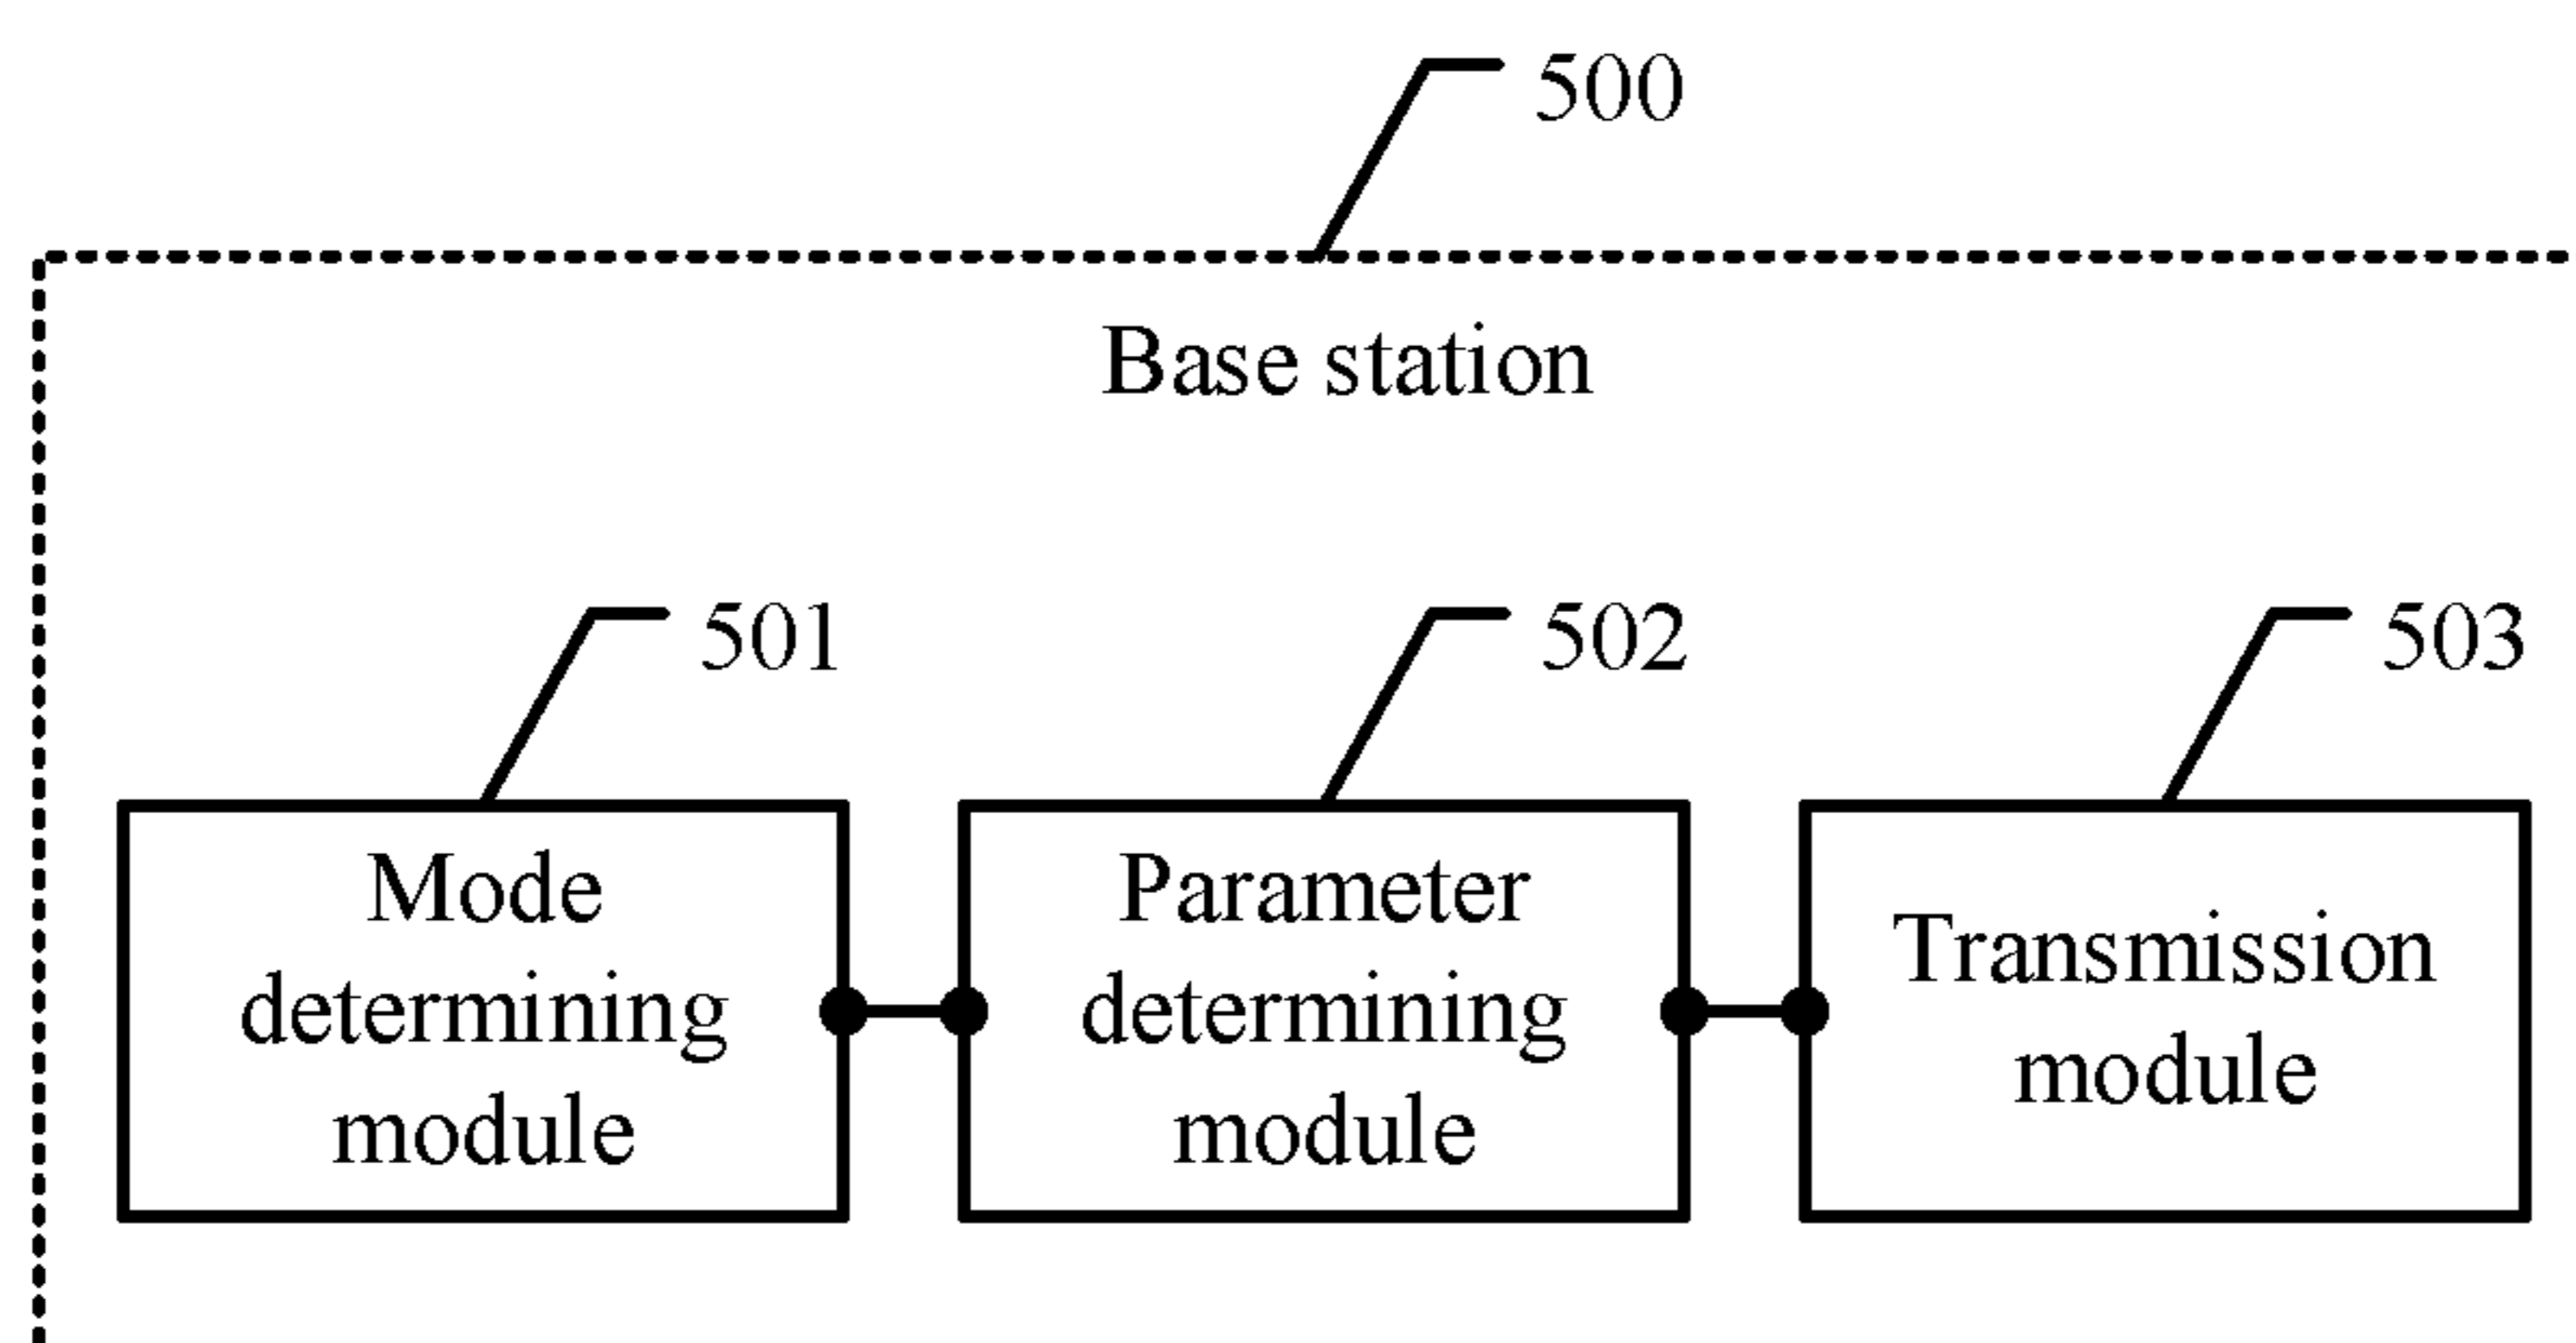 500
Base station
501
502
503
Mode
determining
module
Parameter
determining
module
Transmission
module